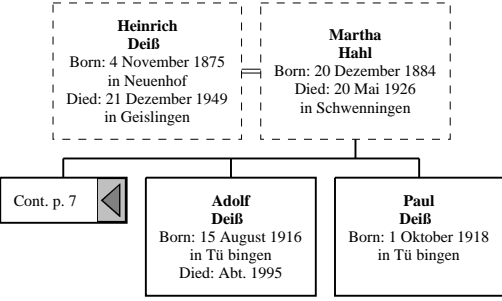 Heinrich
Deiß
Born: 4 November 1875
in Neuenhof
Died: 21 Dezember 1949
in Geislingen
Martha
Hahl
Born: 20 Dezember 1884
Died: 20 Mai 1926
in Schwenningen
Cont. p. 7
Adolf
Deiß
Born: 15 August 1916
in Tü bingen
Died: Abt. 1995
Paul
Deiß
Born: 1 Oktober 1918
in Tü bingen